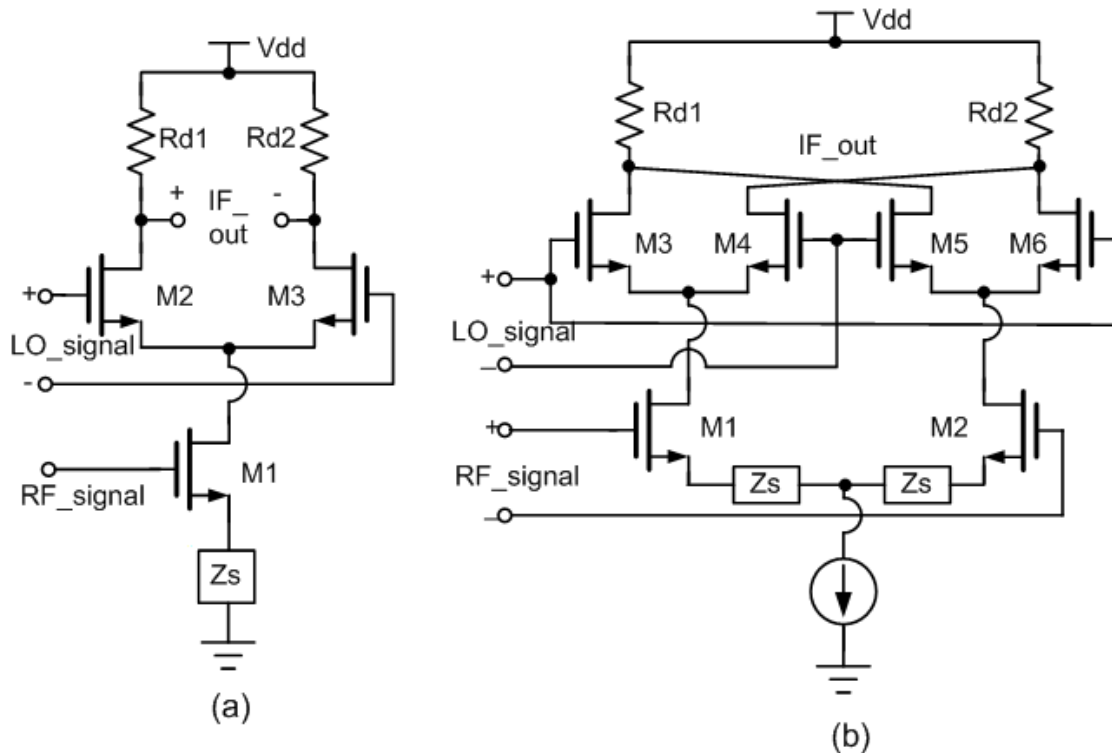 Vdd
Rd1
Rd2
+
IF_
out
-
+
M2
M3
LO_signal
-
M1
RF_signal
Zs
(a)
Vdd
Rd1
Rd2
IF_out
M3
M4
M5
M6
+
LO_signal
_
+
M1
M2
RF_signal
_
Zs
Zs
(b)